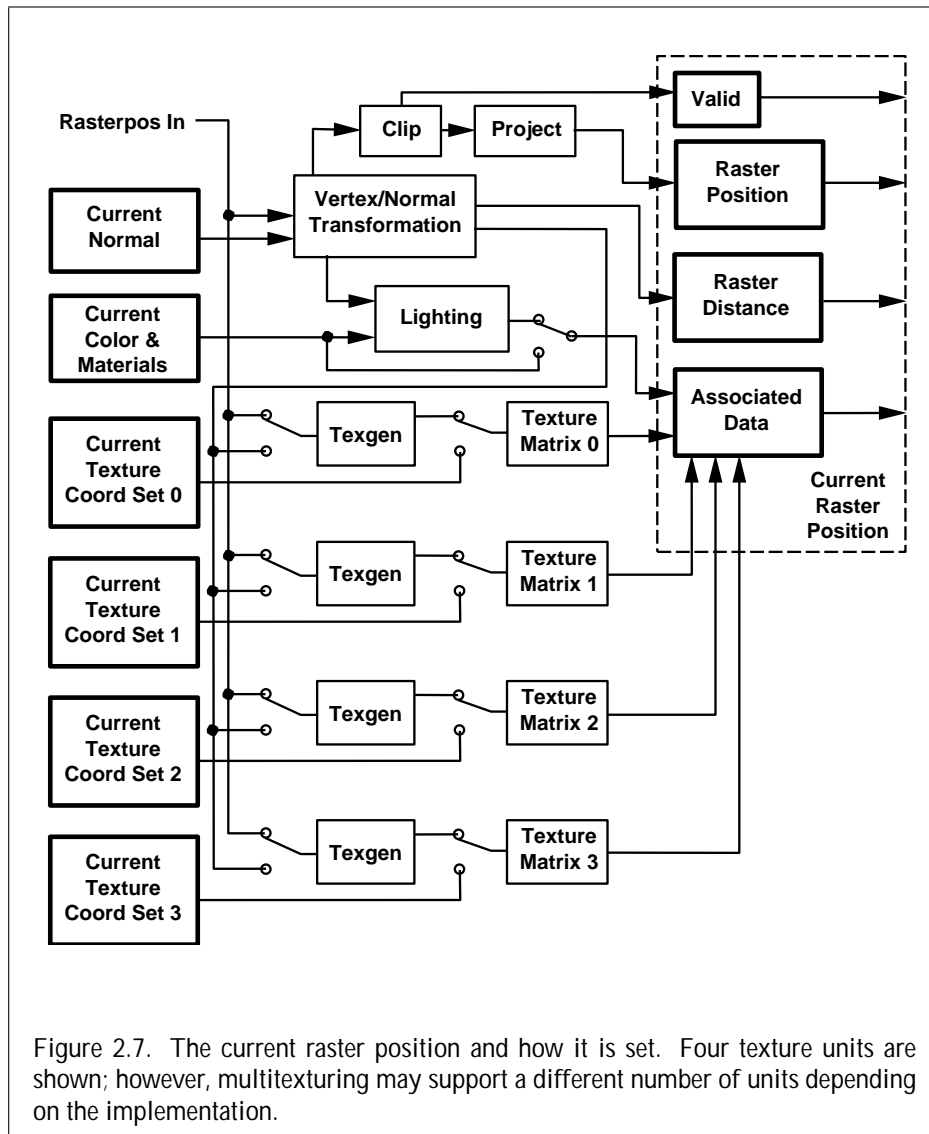 Rasterpos In
Clip
Project
Valid
Raster
Position
Current
Normal
Vertex/Normal
Transformation
Raster
Distance
Current
Color &
Materials
Lighting
Associated
Data
Current
Raster
Position
Current
Texture
Coord Set 0
Texgen
Texture
Matrix 0
Current
Texture
Coord Set 1
Texgen
Texture
Matrix 1
Current
Texture
Coord Set 2
Texgen
Texture
Matrix 2
Current
Texture
Coord Set 3
Texgen
Texture
Matrix 3
Figure 2.7. The current raster position and how it is set. Four texture units are
shown; however, multitexturing may support a different number of units depending
on the implementation.